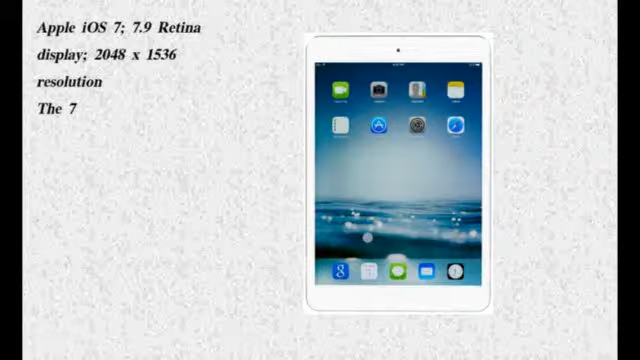 Apple iOS 7; 7.9 Retina
display; 2048 x 1536
resolution
The 7